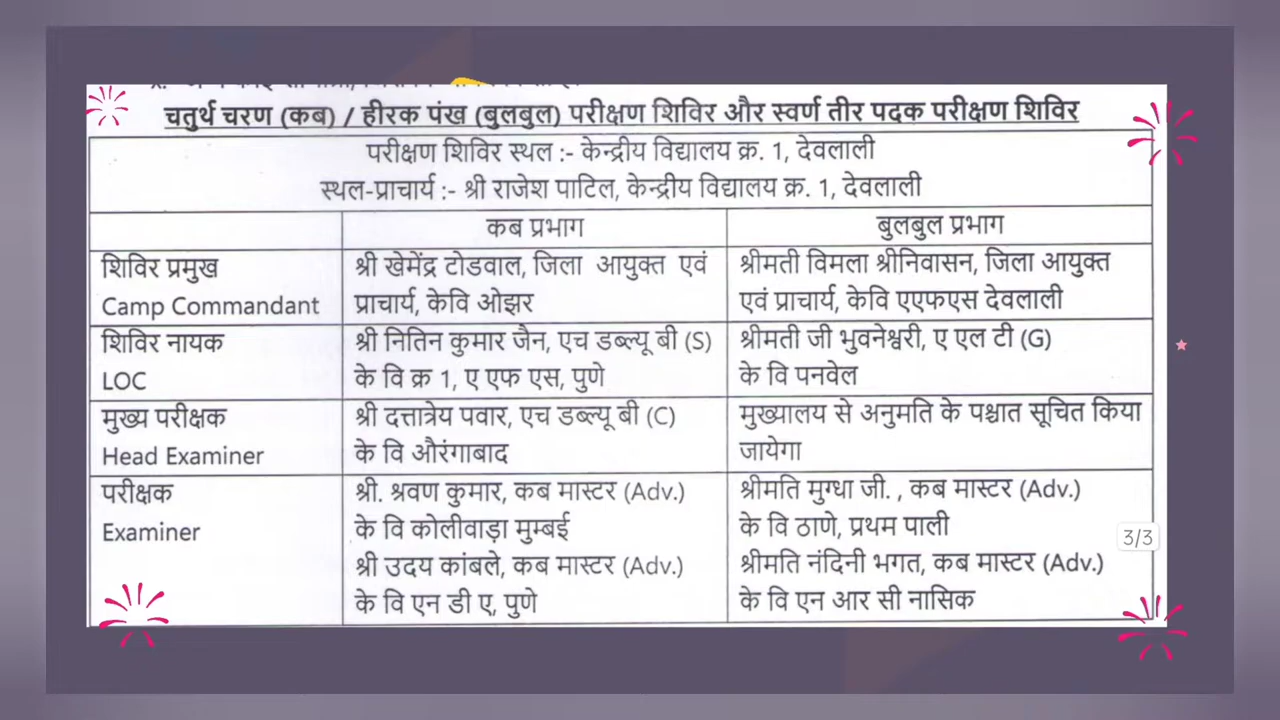 चतुर्थ चरण (कब) / हीरक पंख (बुलबुल) परीक्षण शिविर और स्वर्ण तीर पदक परीक्षण शिविर
परीक्षण शिविर स्थल :- केन्द्रीय विद्यालय क्र. 1, देवलाली
स्थल-प्राचार्य :- श्री राजेश पाटिल, केन्द्रीय विद्यालय क्र. 1, देवलाली
कब प्रभाग
बुलबुल प्रभाग
शिविर प्रमुख
Camp Commandant
श्री खेमेंद्र टोडवाल, जिला आयुक्त एवं
प्राचार्य, केवि ओझर
श्रीमती विमला श्रीनिवासन, जिला आयुक्त
एवं प्राचार्य, केवि एएफएस देवलाली
शिविर नायक
LOC
श्री नितिन कुमार जैन, एच डब्ल्यू बी (S)
के वि क्र 1, ए एफ एस, पुणे
श्रीमती जी भुवनेश्वरी, ए एल टी (G)
के वि पनवेल
मुख्य परीक्षक
Head Examiner
श्री दत्तात्रेय पवार, एच डब्ल्यू बी (C)
के वि औरंगाबाद
मुख्यालय से अनुमति के पश्चात सूचित किया
जायेगा
परीक्षक
Examiner
श्री. श्रवण कुमार, कब मास्टर (Adv.)
के वि कोलीवाड़ा मुम्बई
श्री उदय कांबले, कब मास्टर (Adv.)
के वि एन डी ए, पुणे
श्रीमति मुग्धा जी. , कब मास्टर (Adv.)
के वि ठाणे, प्रथम पाली
श्रीमति नंदिनी भगत, कब मास्टर (Adv.)
के वि एन आर सी नासिक
3/3